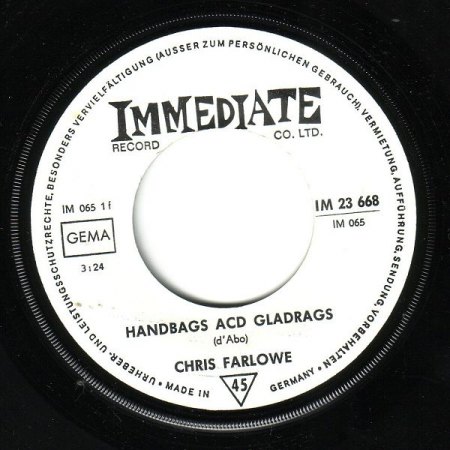 URHEBER- UND LEISTUNGSSCHUTZRECHTE, BESONDERS VERVIELFÄLTIGUNG (AUSSER ZUM PERSÖNLICHEN GEBRAUCH), VERMIETUNG, AUFFÜHRUNG, SENDUNG, VORBEHALTEN
IMMEDIATE
RECORD CO. LTD.
IM 065 1f
GEMA
3:24
IM 23 668
IM 065
HANDBAGS ACD GLADRAGS
(d'Abo)
CHRIS FARLOWE
• MADE IN 45 GERMANY •